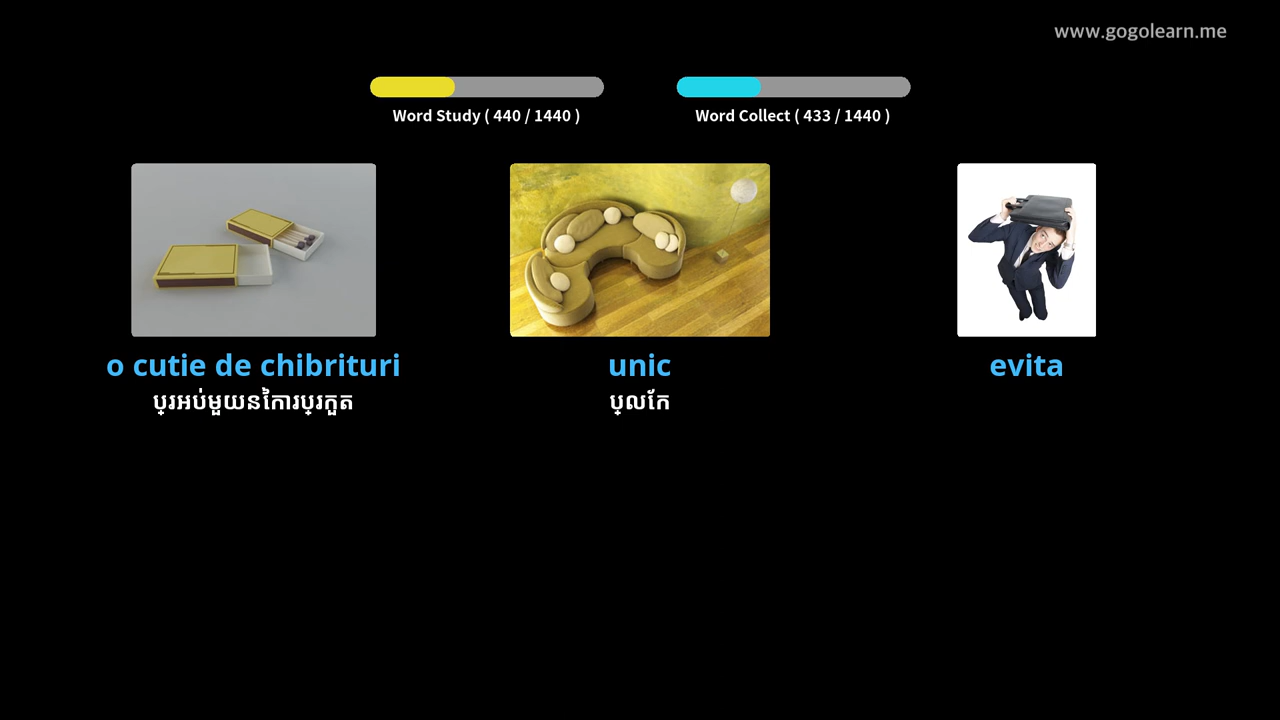 www.gogolearn.me
Word Study ( 440 / 1440 )
Word Collect ( 433 / 1440 )
o cutie de chibrituri
unic
evita
ប្រអប់មួយនៃការប្រកួត
ប្លែក